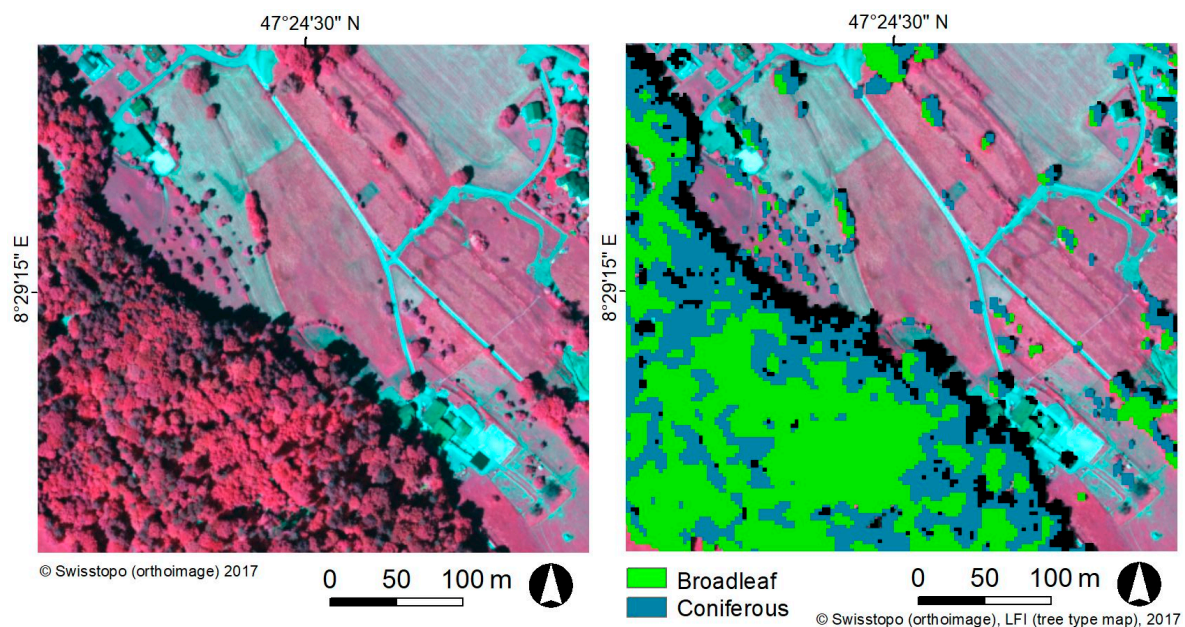 47°24'30" N
47°24'30" N
8°29'15" E
8°29'15" E
© Swisstopo (orthoimage) 2017
0 50 100 m
Broadleaf
Coniferous
0 50 100 m
© Swisstopo (orthoimage), LFI (tree type map), 2017